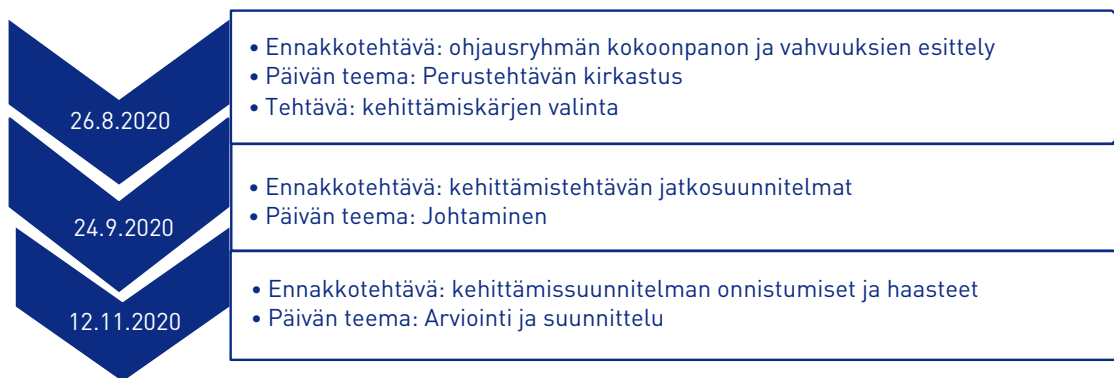 26.8.2020
• Ennakkotehtävä: ohjausryhmän kokoonpanon ja vahvuuksien esittely
• Päivän teema: Perustehtävän kirkastus
• Tehtävä: kehittämiskärjen valinta
24.9.2020
• Ennakkotehtävä: kehittämistehtävän jatkosuunnitelmat
• Päivän teema: Johtaminen
12.11.2020
• Ennakkotehtävä: kehittämissuunnitelman onnistumiset ja haasteet
• Päivän teema: Arviointi ja suunnittelu